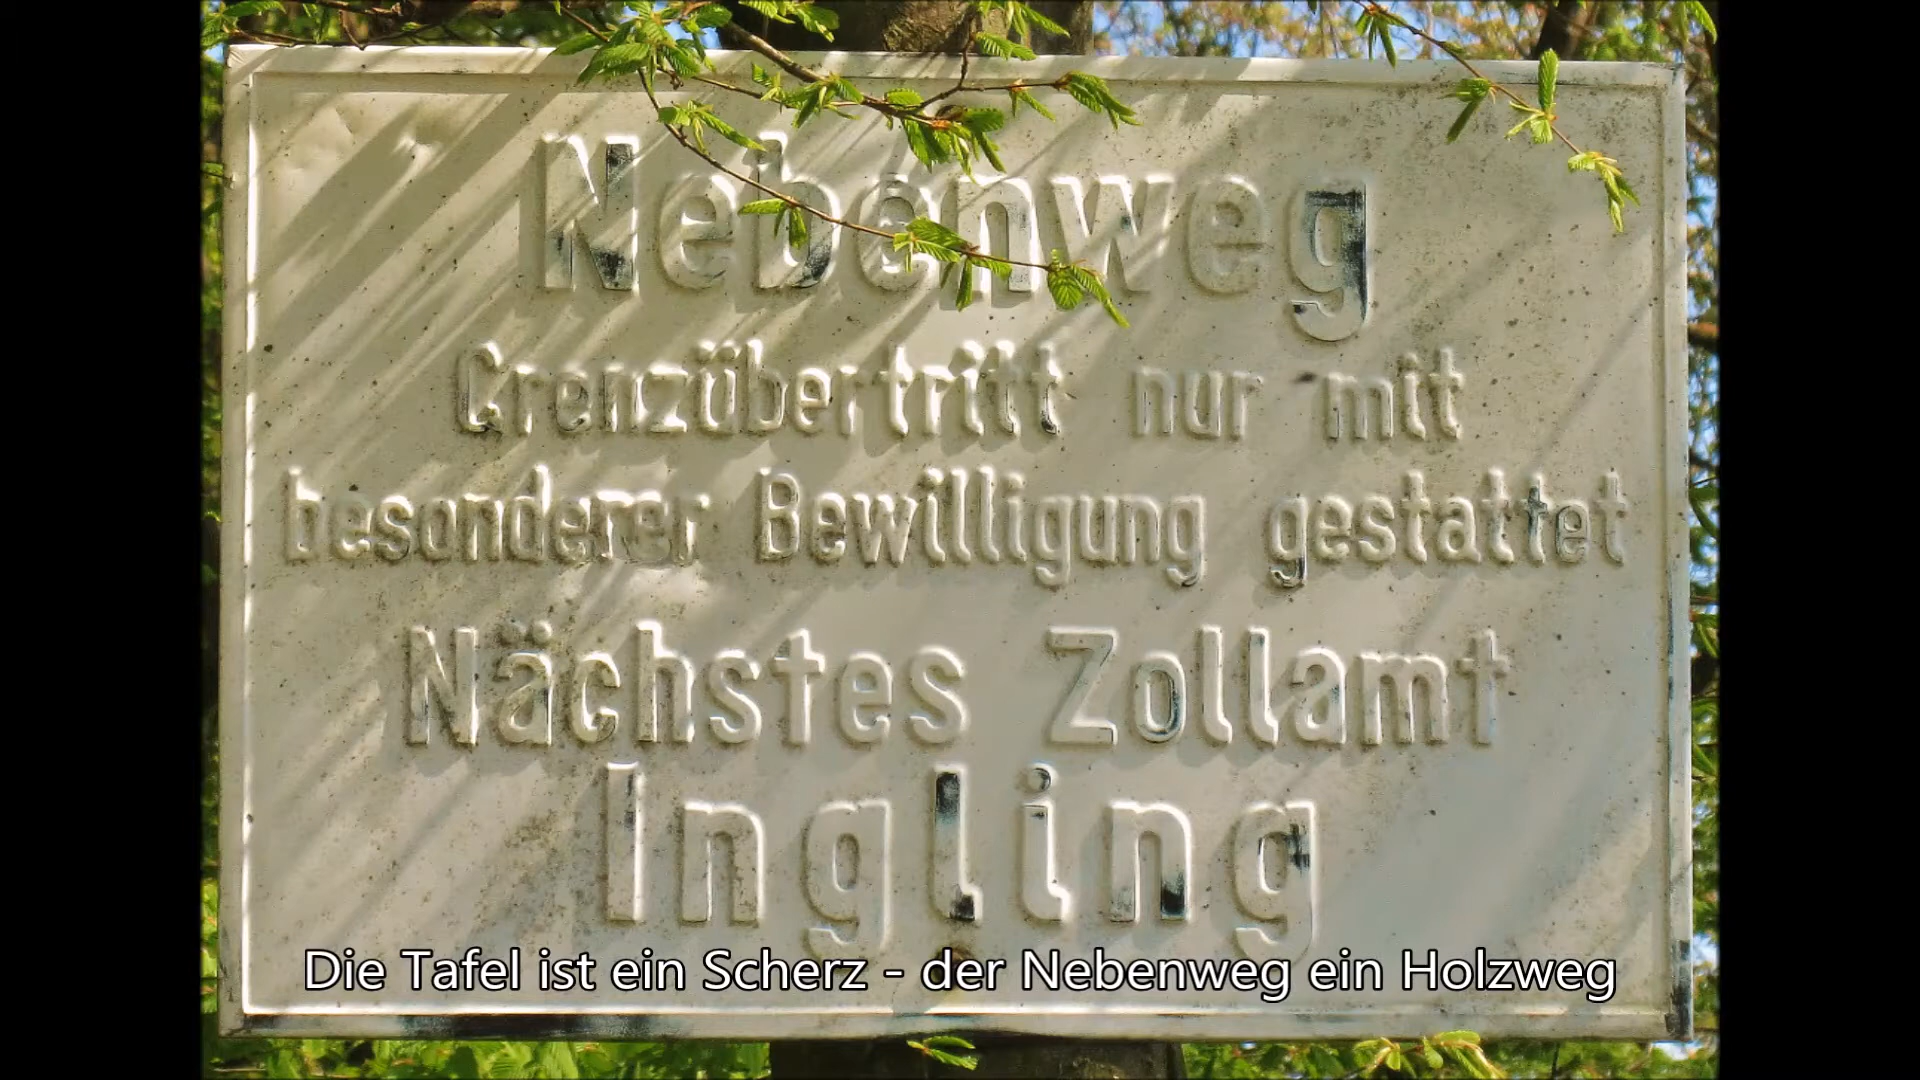 Nebenweg
Grenzübertritt nur mit
besonderer Bewilligung gestattet
Nächstes Zollamt
Ingling
Die Tafel ist ein Scherz - der Nebenweg ein Holzweg